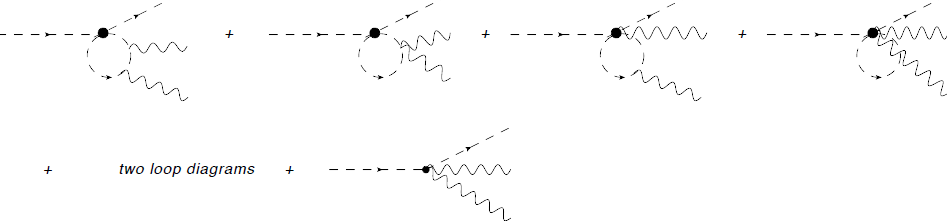 + + +
+ two loop diagrams +